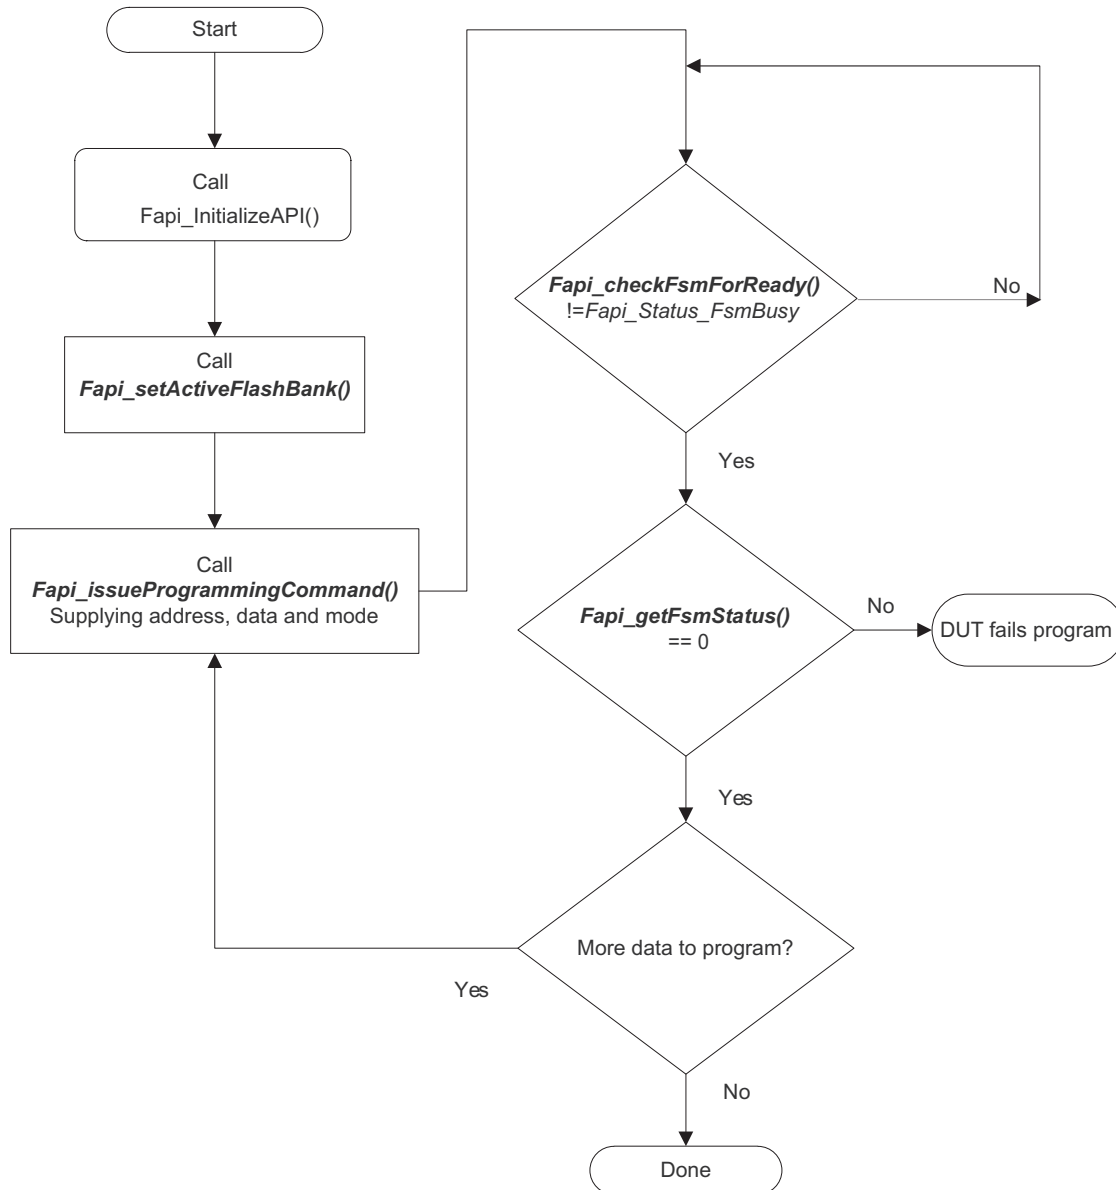 Start
Call
Fapi_InitializeAPI()
Call
Fapi_setActiveFlashBank()
Call
Fapi_issueProgrammingCommand()
Supplying address, data and mode
Fapi_checkFsmForReady()
!=Fapi_Status_FsmBusy
No
Yes
Fapi_getFsmStatus()
== 0
No
DUT fails program
Yes
More data to program?
Yes
No
Done